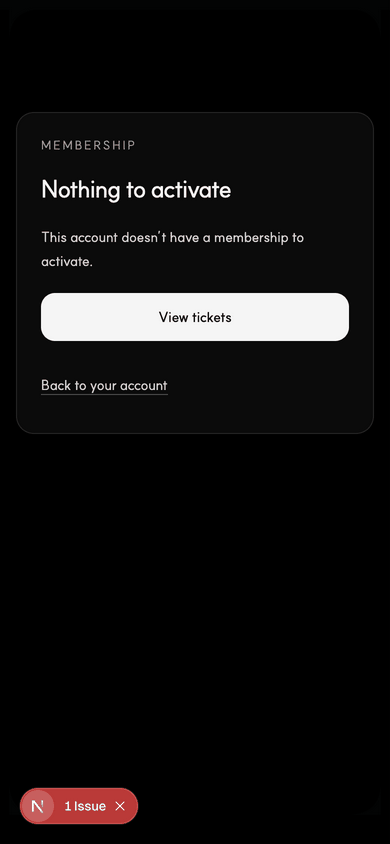 MEMBERSHIP
Nothing to activate
This account doesn't have a membership to
activate.
View tickets
Back to your account
N 1 Issue ×